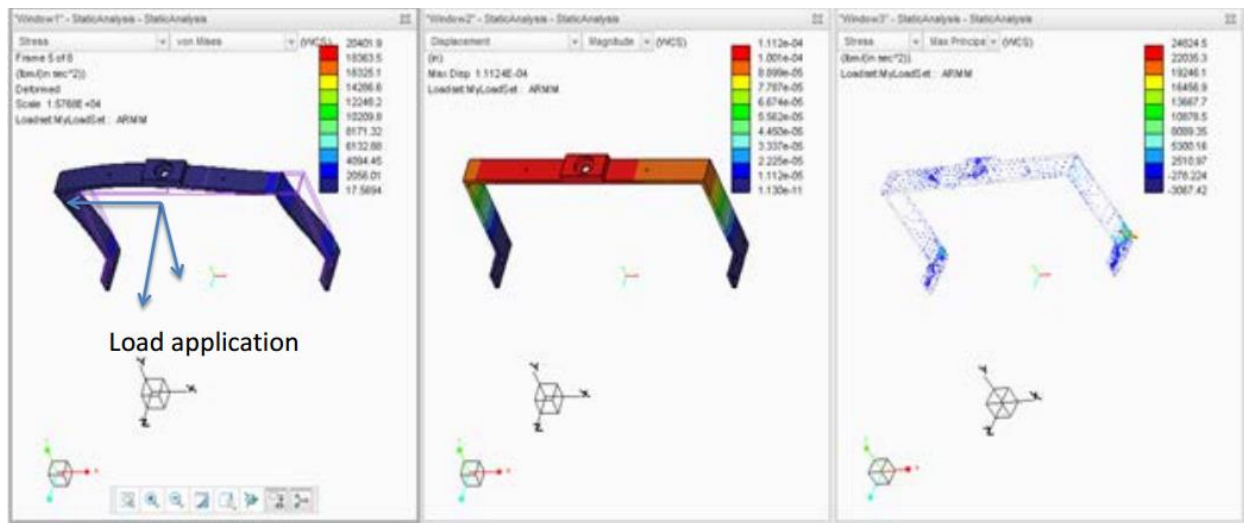 "Window1" - StaticAnalysis - StaticAnalysis
Stress von Mises (WCS)
Frame 5 of 8
(lbm/(in sec^2))
Deformed
Scale 1.5768E+04
Loadset:MyLoadSet : ARMM
20401.9
18363.5
16325.1
14286.6
12248.2
10209.8
8171.32
6132.88
4094.45
2056.01
17.5694
Load application
Y
X
Z
"Window2" - StaticAnalysis - StaticAnalysis
Displacement Magnitude (WCS)
(in)
Max Disp 1.1124E-04
Loadset:MyLoadSet : ARMM
1.112e-04
1.001e-04
8.899e-05
7.787e-05
6.674e-05
5.562e-05
4.450e-05
3.337e-05
2.225e-05
1.112e-05
1.130e-11
Y
X
Z
"Window3" - StaticAnalysis - StaticAnalysis
Stress Max Principa (WCS)
(lbm/(in sec^2))
Loadset:MyLoadSet : ARMM
24824.5
22035.3
19246.1
16456.9
13667.7
10878.5
8089.35
5300.16
2510.97
-278.224
-3067.42
Y
X
Z